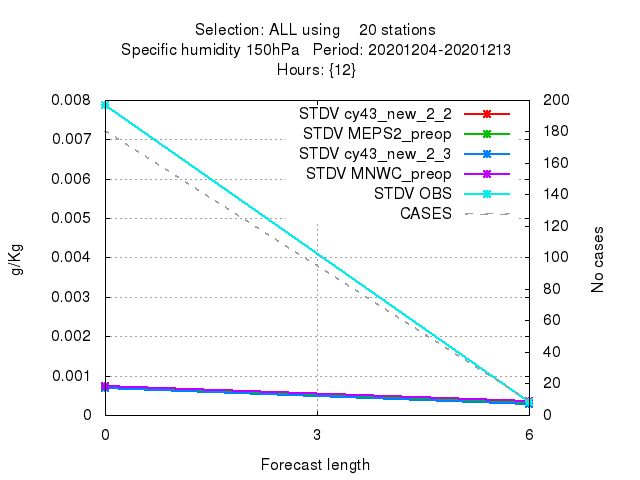 Selection: ALL using    20 stations
Specific humidity 150hPa   Period: 20201204-20201213
Hours: {12}
STDV cy43_new_2_2
STDV MEPS2_preop
STDV cy43_new_2_3
STDV MNWC_preop
STDV OBS
CASES
g/Kg
0.008
0.007
0.006
0.005
0.004
0.003
0.002
0.001
0
200
180
160
140
120
100
80
60
40
20
0
No cases
0 3 6
Forecast length